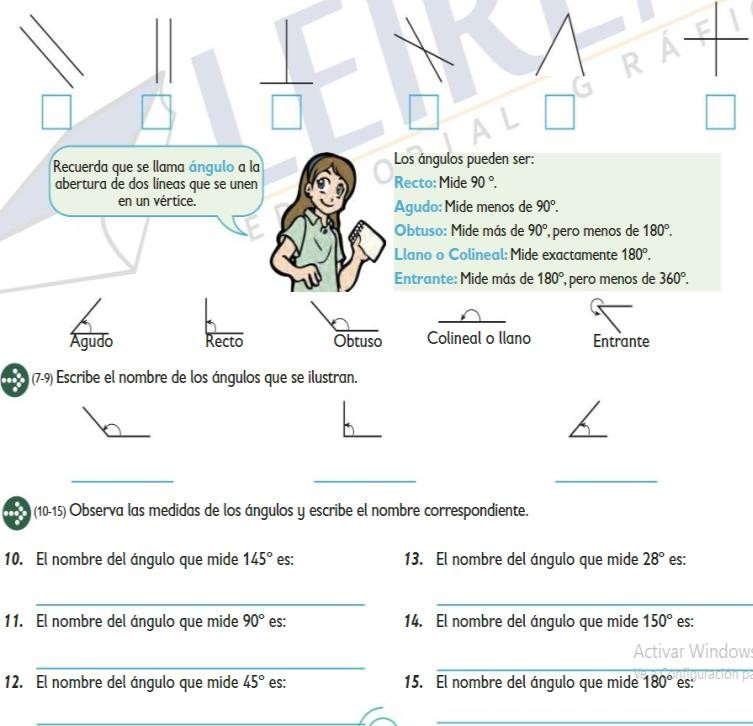 LEIRE
EDITORIAL GRÁFI
Recuerda que se llama ángulo a la
abertura de dos líneas que se unen
en un vértice.
Los ángulos pueden ser:
Recto: Mide 90 °.
Agudo: Mide menos de 90°.
Obtuso: Mide más de 90°, pero menos de 180°.
Llano o Colineal: Mide exactamente 180°.
Entrante: Mide más de 180°, pero menos de 360°.
Agudo
Recto
Obtuso
Colineal o llano
Entrante
(7-9) Escribe el nombre de los ángulos que se ilustran.
(10-15) Observa las medidas de los ángulos y escribe el nombre correspondiente.
10. El nombre del ángulo que mide 145° es:
11. El nombre del ángulo que mide 90° es:
12. El nombre del ángulo que mide 45° es:
13. El nombre del ángulo que mide 28° es:
14. El nombre del ángulo que mide 150° es:
Activar Windows
Ve a Configuración pa
15. El nombre del ángulo que mide 180° es: